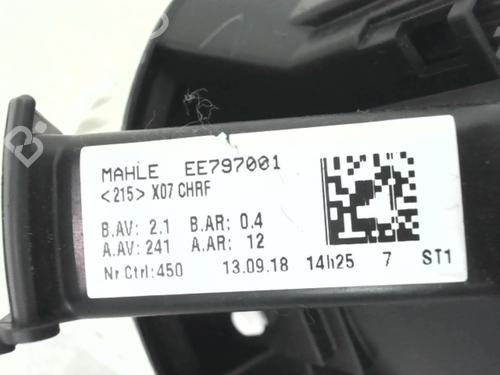 MAHLE EE797001
<215> X07 CHRF
B.AV: 2.1 B.AR: 0.4
A.AV: 241 A.AR: 12
Nr Ctrl:450 13.09.18 14h25 7 ST1